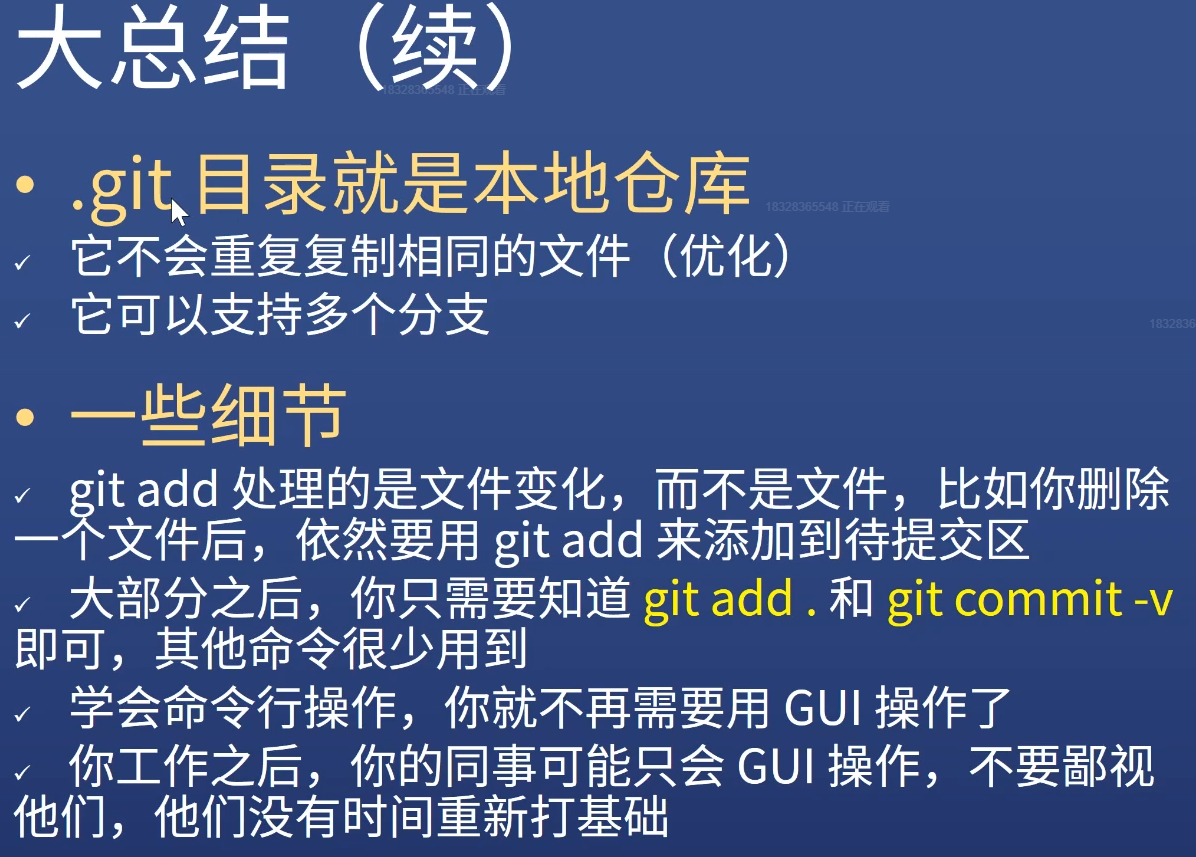 大总结（续）
18328365548 正在观看
• .git 目录就是本地仓库
18328365548 正在观看
✓ 它不会重复复制相同的文件（优化）
✓ 它可以支持多个分支
1832836
• 一些细节
✓ git add 处理的是文件变化，而不是文件，比如你删除
一个文件后，依然要用 git add 来添加到待提交区
✓ 大部分之后，你只需要知道 git add . 和 git commit -v
即可，其他命令很少用到
✓ 学会命令行操作，你就不再需要用 GUI 操作了
✓ 你工作之后，你的同事可能只会 GUI 操作，不要鄙视
他们，他们没有时间重新打基础